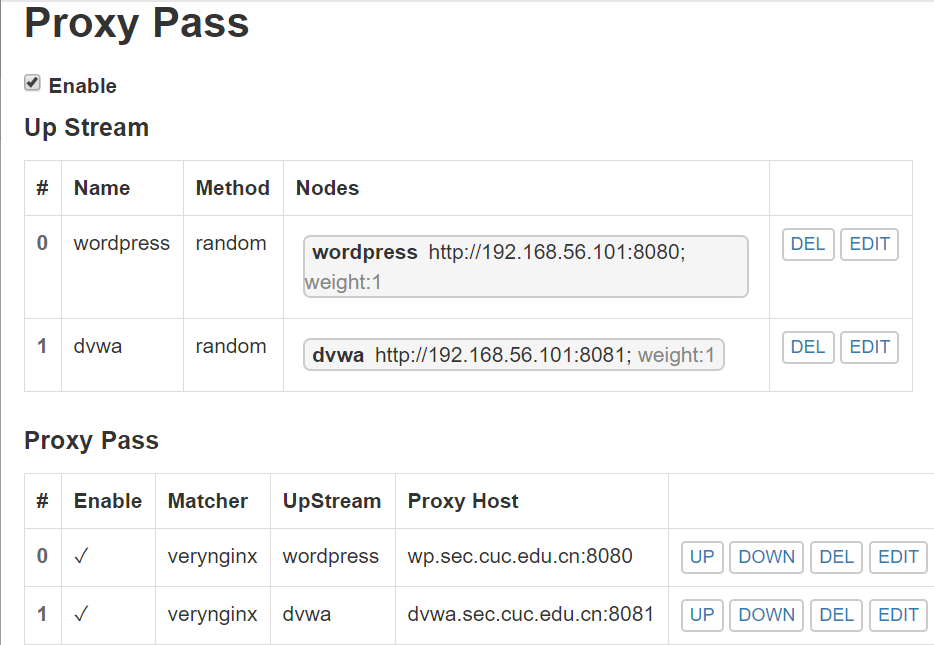 Proxy Pass
Enable
Up Stream
# Name Method Nodes
0 wordpress random wordpress http://192.168.56.101:8080; DEL EDIT
weight:1
1 dvwa random dvwa http://192.168.56.101:8081; weight:1 DEL EDIT
Proxy Pass
# Enable Matcher UpStream Proxy Host
0 ✓ verynginx wordpress wp.sec.cuc.edu.cn:8080 UP DOWN DEL EDIT
1 ✓ verynginx dvwa dvwa.sec.cuc.edu.cn:8081 UP DOWN DEL EDIT